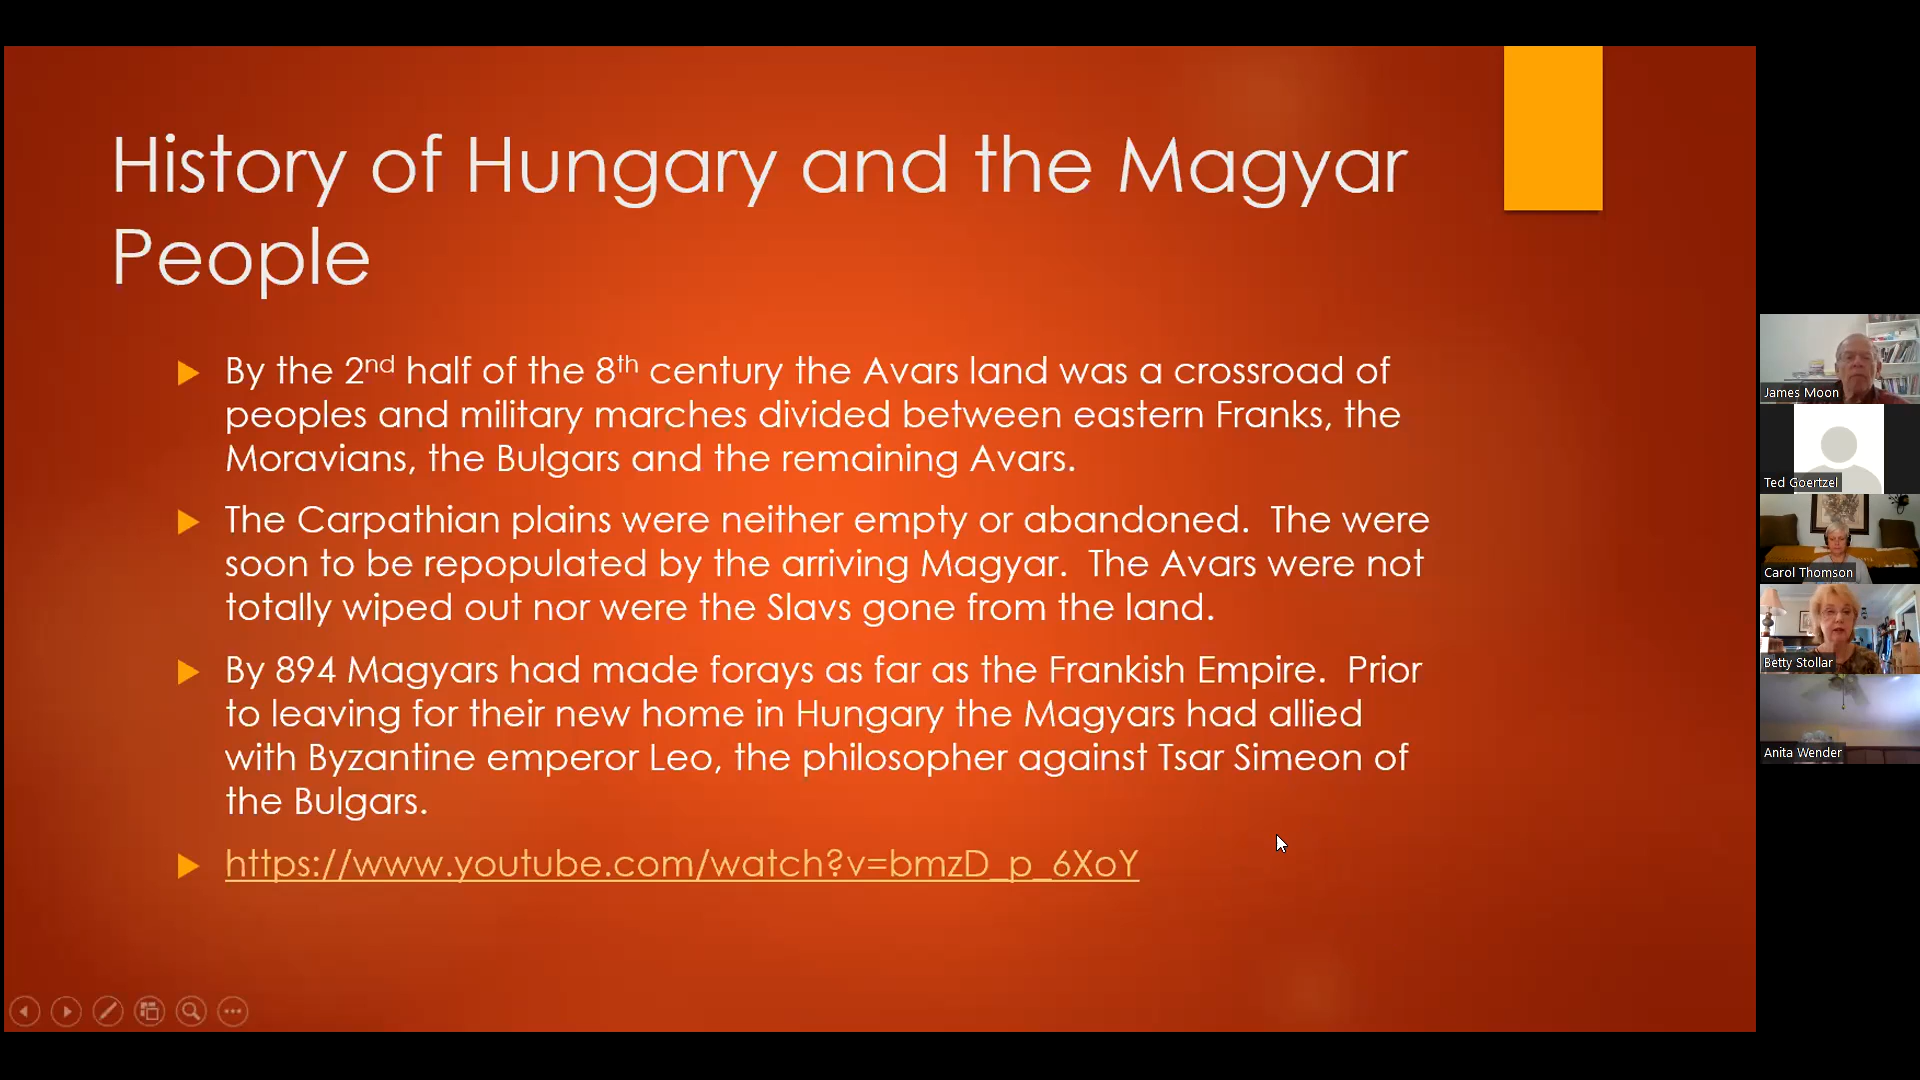 History of Hungary and the Magyar
People
By the 2nd half of the 8th century the Avars land was a crossroad of
peoples and military marches divided between eastern Franks, the
Moravians, the Bulgars and the remaining Avars.
The Carpathian plains were neither empty or abandoned.  The were
soon to be repopulated by the arriving Magyar.  The Avars were not
totally wiped out nor were the Slavs gone from the land.
By 894 Magyars had made forays as far as the Frankish Empire.  Prior
to leaving for their new home in Hungary the Magyars had allied
with Byzantine emperor Leo, the philosopher against Tsar Simeon of
the Bulgars.
https://www.youtube.com/watch?v=bmzD_p_6XoY
James Moon
Ted Goertzel
Carol Thomson
Betty Stollar
Anita Wender